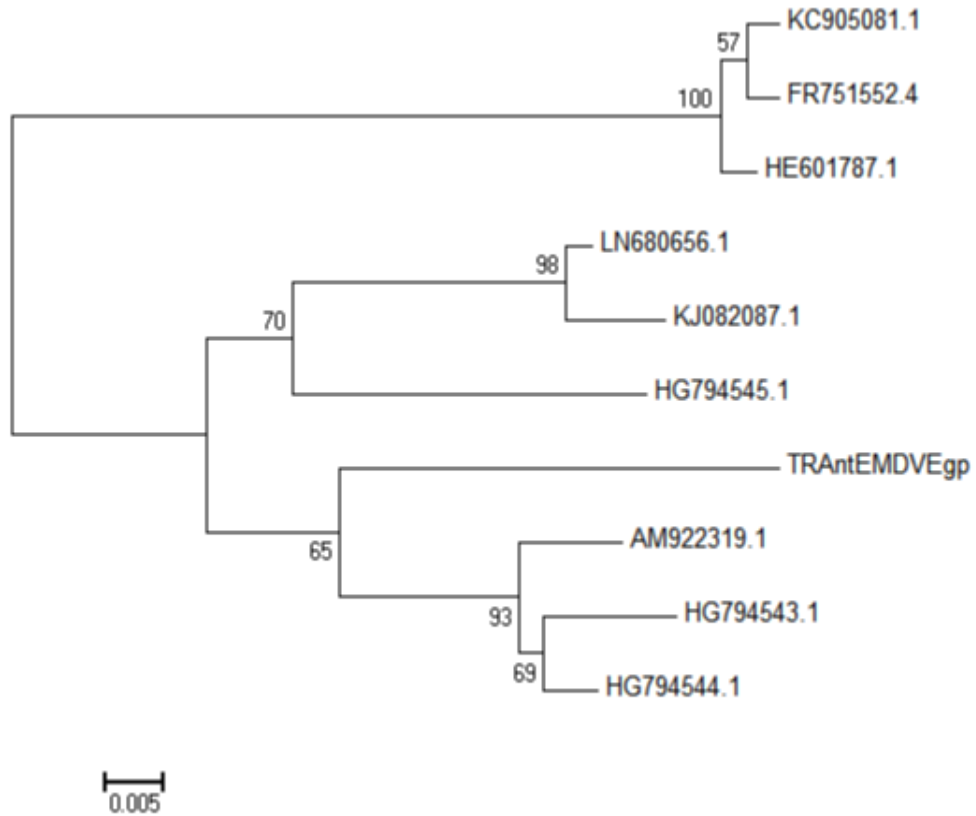 KC905081.1
57
FR751552.4
100
HE601787.1
LN680656.1
98
KJ082087.1
70
HG794545.1
TRAntEMDVEgp
65
AM922319.1
93
HG794543.1
69
HG794544.1
0.005